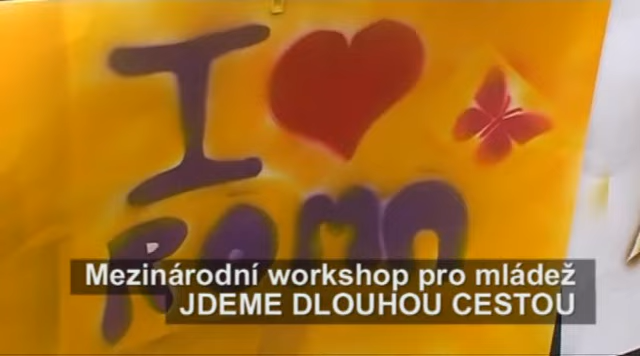 I ❤
Roma
Mezinárodní workshop pro mládež
JDEME DLOUHOU CESTOU